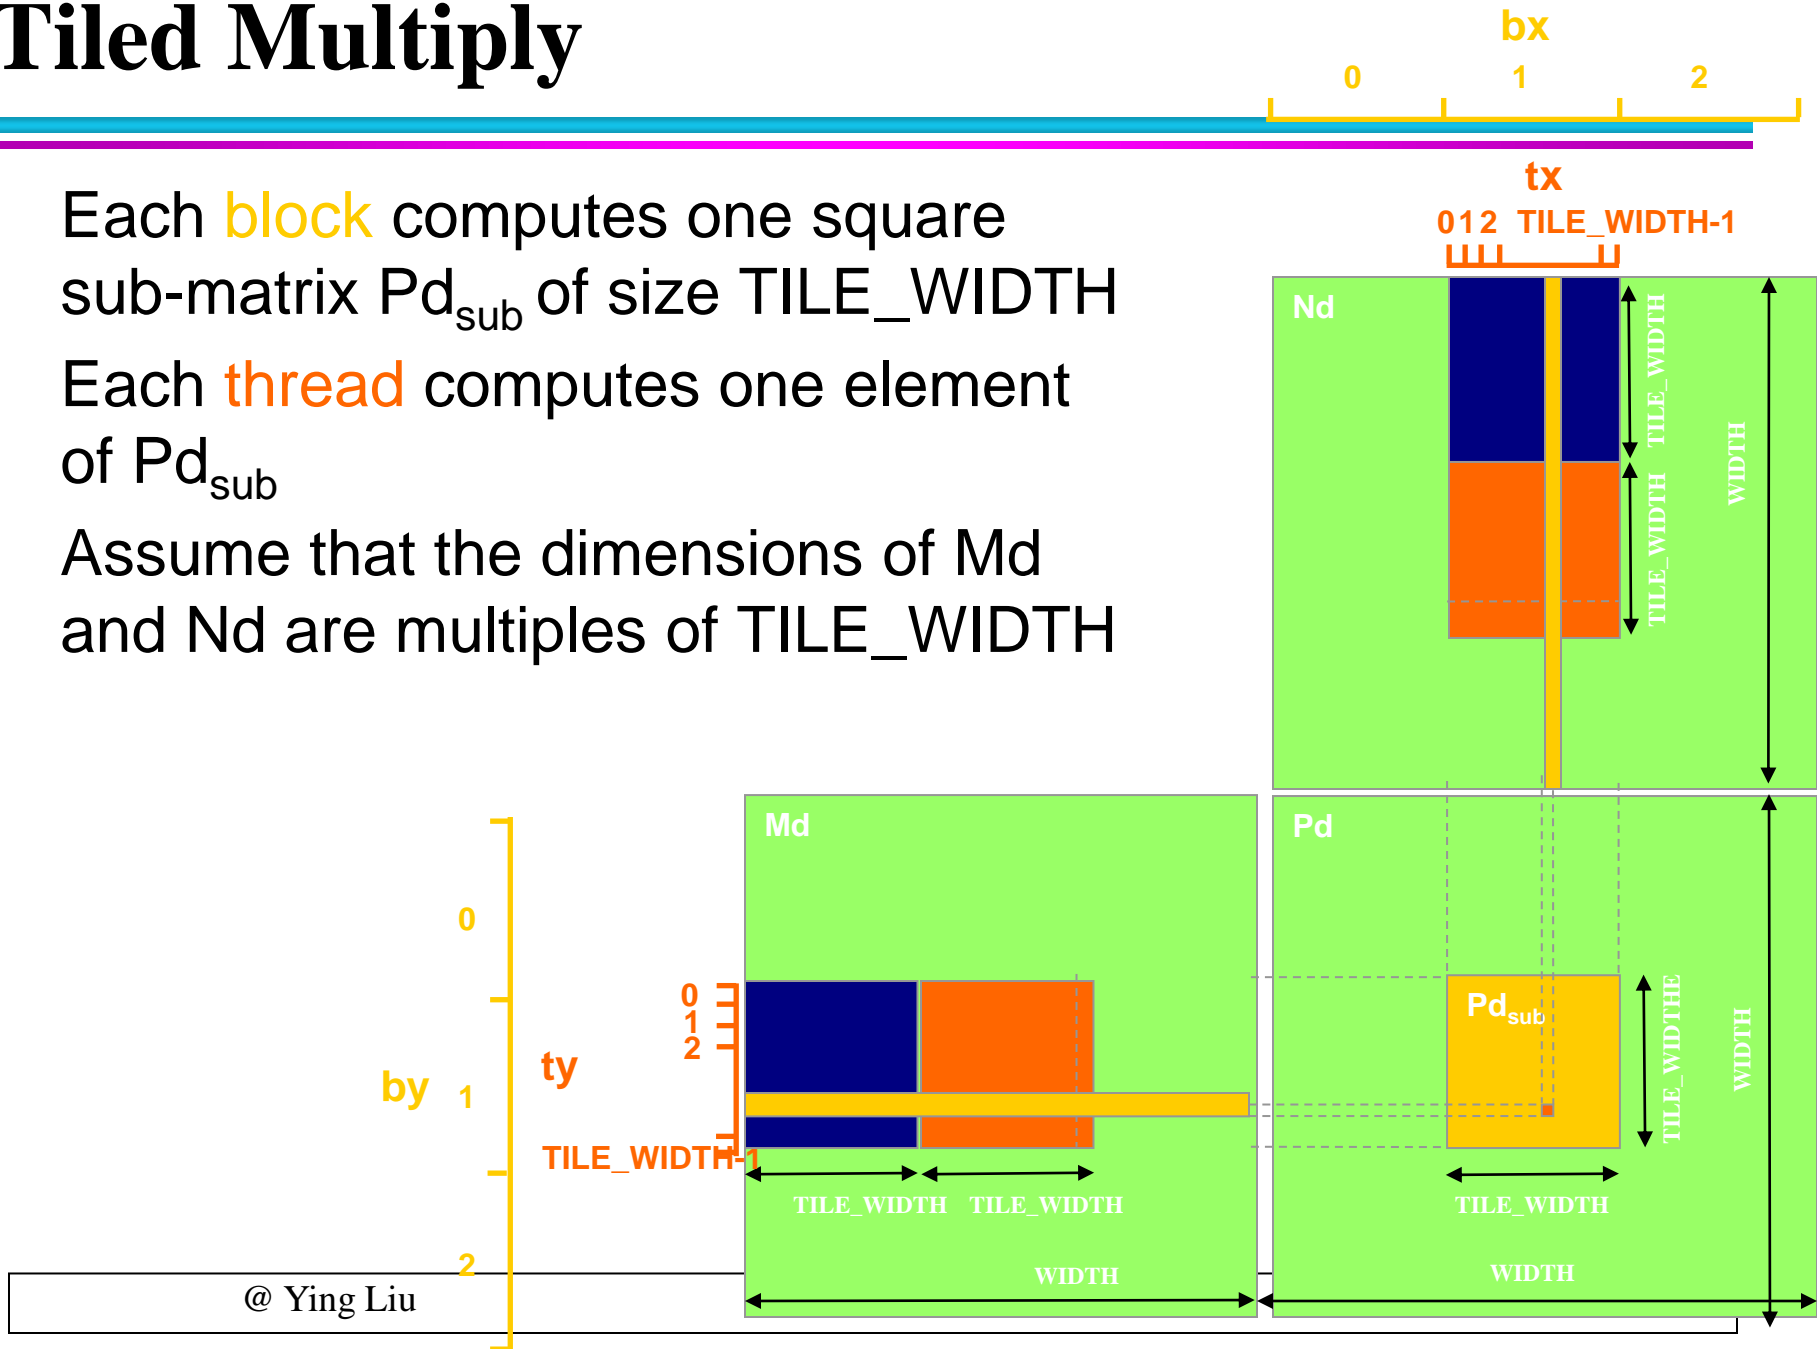 Tiled Multiply
bx
0 1 2
tx
0 1 2 TILE_WIDTH-1
Each block computes one square
sub-matrix Pdsub of size TILE_WIDTH
Each thread computes one element
of Pdsub
Assume that the dimensions of Md
and Nd are multiples of TILE_WIDTH
Nd
TILE_WIDTH
TILE_WIDTH
WIDTH
Md
Pd
by
0
1
2
ty
0
1
2
TILE_WIDTH-1
Pdsub
TILE_WIDTHE
WIDTH
TILE_WIDTH TILE_WIDTH
TILE_WIDTH
WIDTH
WIDTH
@ Ying Liu